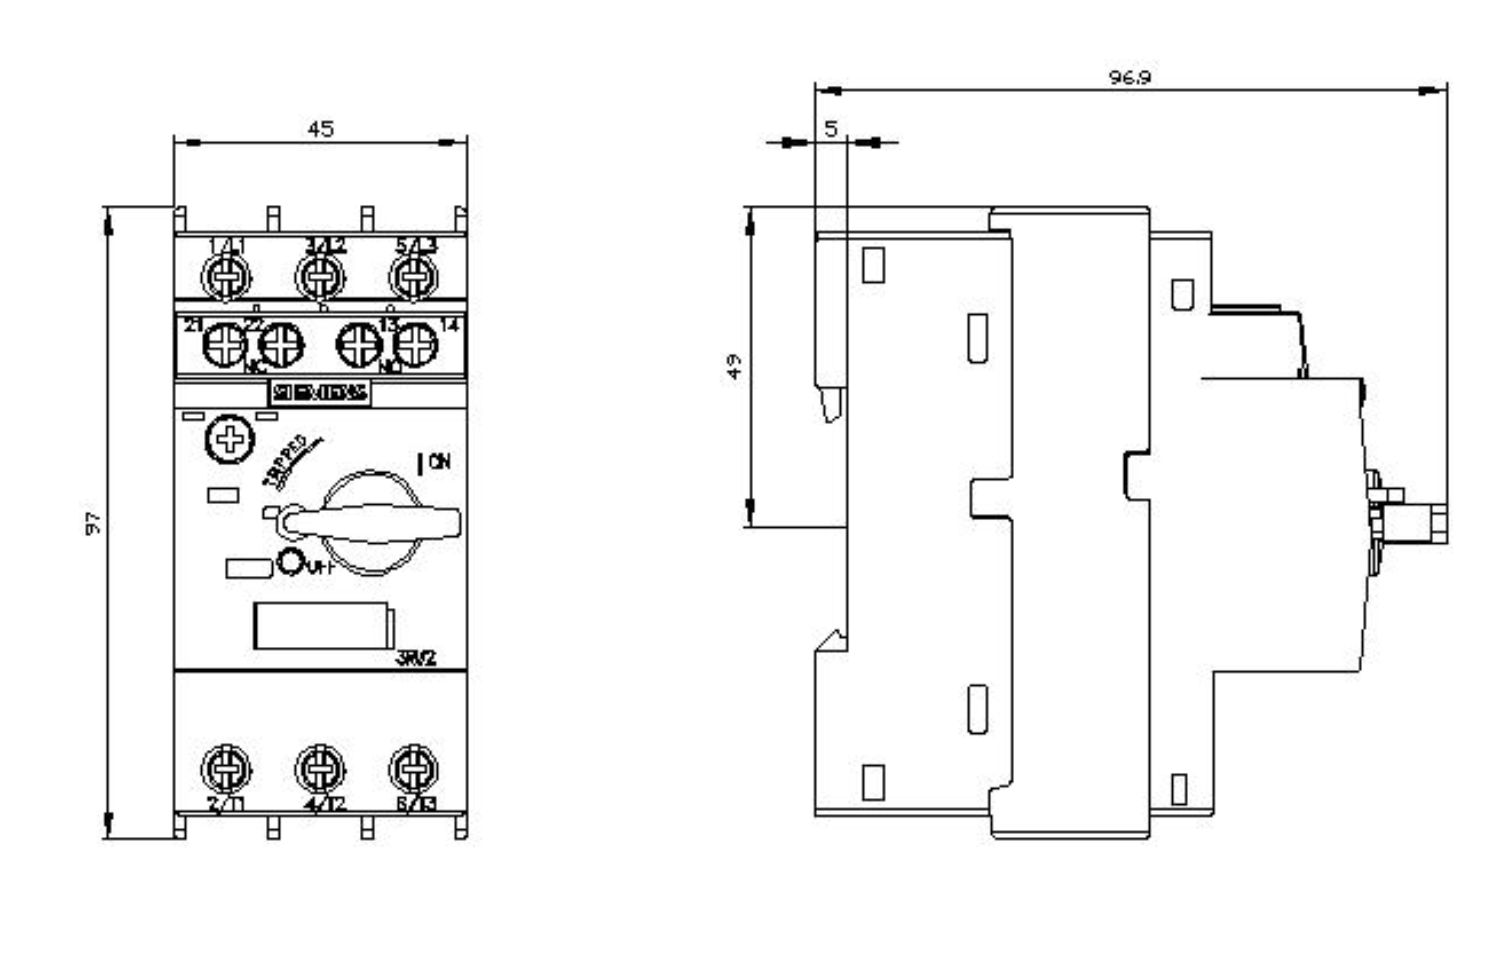 96.9
45
5
1/L1 3/L2 5/L3
21 22 13 14
NC NO
SIEMENS
49
TRIPPED
ON
97
OFF
3RV2
2/T1 4/T2 6/T3